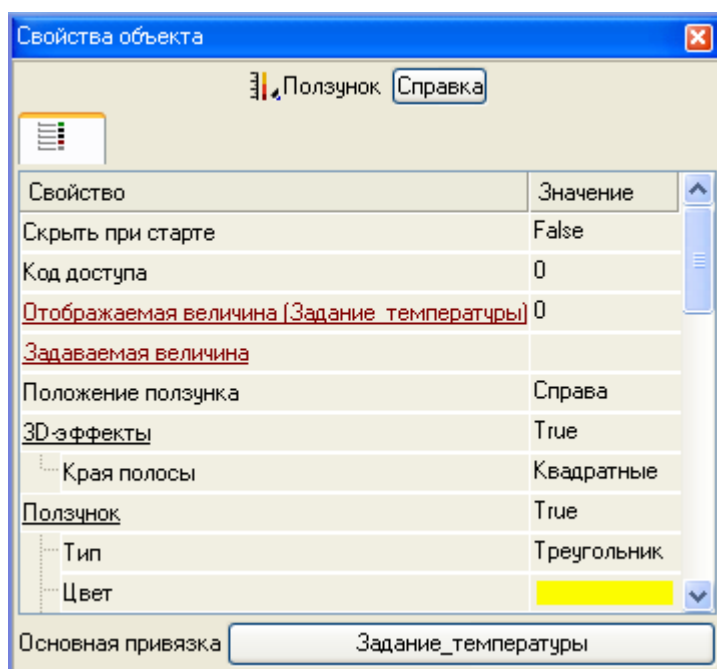 Свойства объекта
Ползунок Справка
Свойство Значение
Скрыть при старте False
Код доступа 0
Отображаемая величина (Задание_температуры) 0
Задаваемая величина
Положение ползунка Справа
3D-эффекты True
Края полосы Квадратные
Ползунок True
Тип Треугольник
Цвет
Основная привязка Задание_температуры